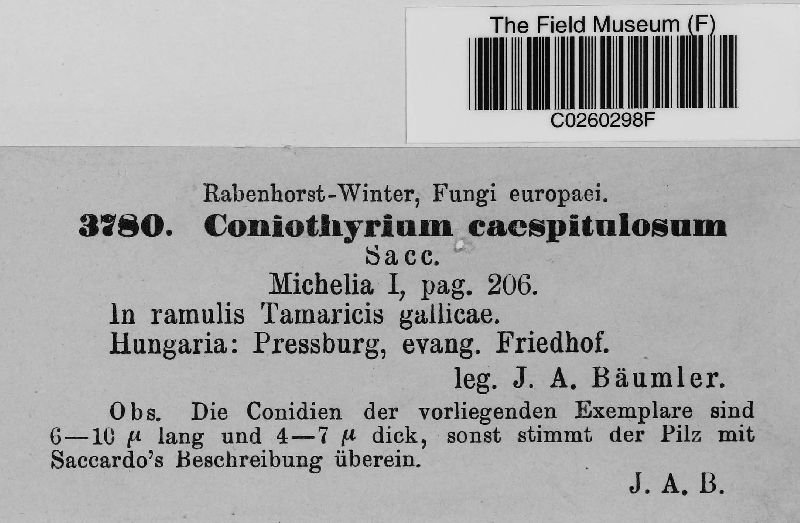 The Field Museum (F)
C0260298F
Rabenhorst-Winter, Fungi europaei.
3780. Coniothyrium caespitulosum
Sacc.
Michelia I, pag. 206.
In ramulis Tamaricis gallicae.
Hungaria: Pressburg, evang. Friedhof.
leg. J. A. Bäumler.
Obs. Die Conidien der vorliegenden Exemplare sind
6—10 μ lang und 4—7 μ dick, sonst stimmt der Pilz mit
Saccardo's Beschreibung überein.
J. A. B.